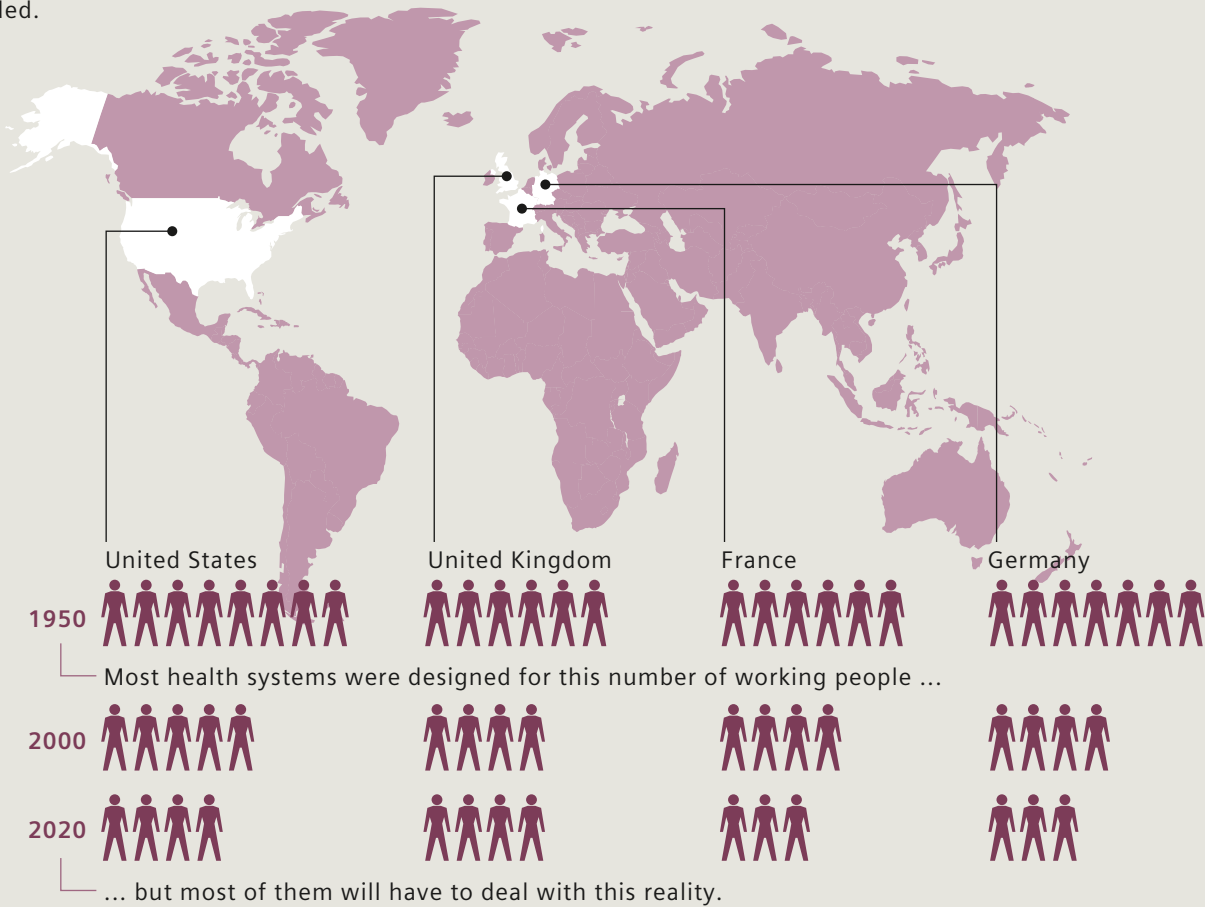 United States United Kingdom France Germany
1950
Most health systems were designed for this number of working people ...
2000
2020
... but most of them will have to deal with this reality.